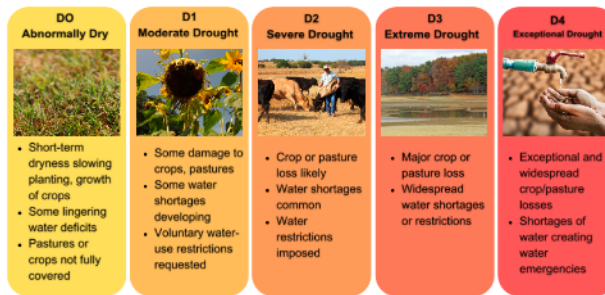 D0
Abnormally Dry
• Short-term
dryness slowing
planting, growth
of crops
• Some lingering
water deficits
• Pastures or
crops not fully
covered
D1
Moderate Drought
• Some damage to
crops, pastures
• Some water
shortages
developing
• Voluntary water-
use restrictions
requested
D2
Severe Drought
• Crop or pasture
loss likely
• Water shortages
common
• Water
restrictions
imposed
D3
Extreme Drought
• Major crop or
pasture loss
• Widespread
water shortages
or restrictions
D4
Exceptional Drought
• Exceptional and
widespread
crop/pasture
losses
• Shortages of
water creating
water
emergencies